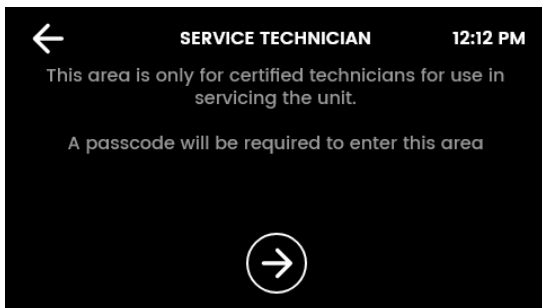 SERVICE TECHNICIAN 12:12 PM
This area is only for certified technicians for use in
servicing the unit.
A passcode will be required to enter this area